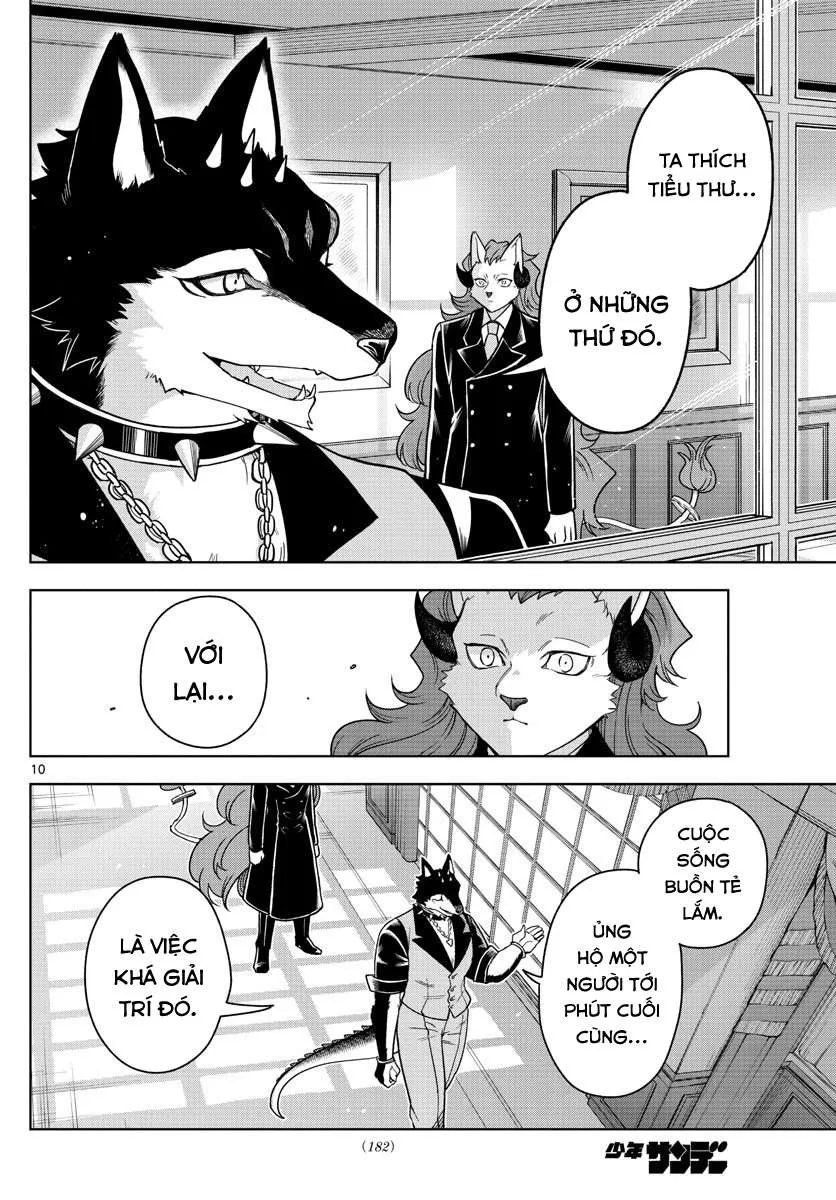 TA THÍCH
TIỂU THƯ...
Ở NHỮNG
THỨ ĐÓ.
VỚI
LẠI...
10
CUỘC
SỐNG
BUỒN TẺ
LẮM.
ỦNG
HỘ MỘT
NGƯỜI TỚI
PHÚT CUỐI
CÙNG...
LÀ VIỆC
KHÁ GIẢI
TRÍ ĐÓ.
(182)
少年サンデー